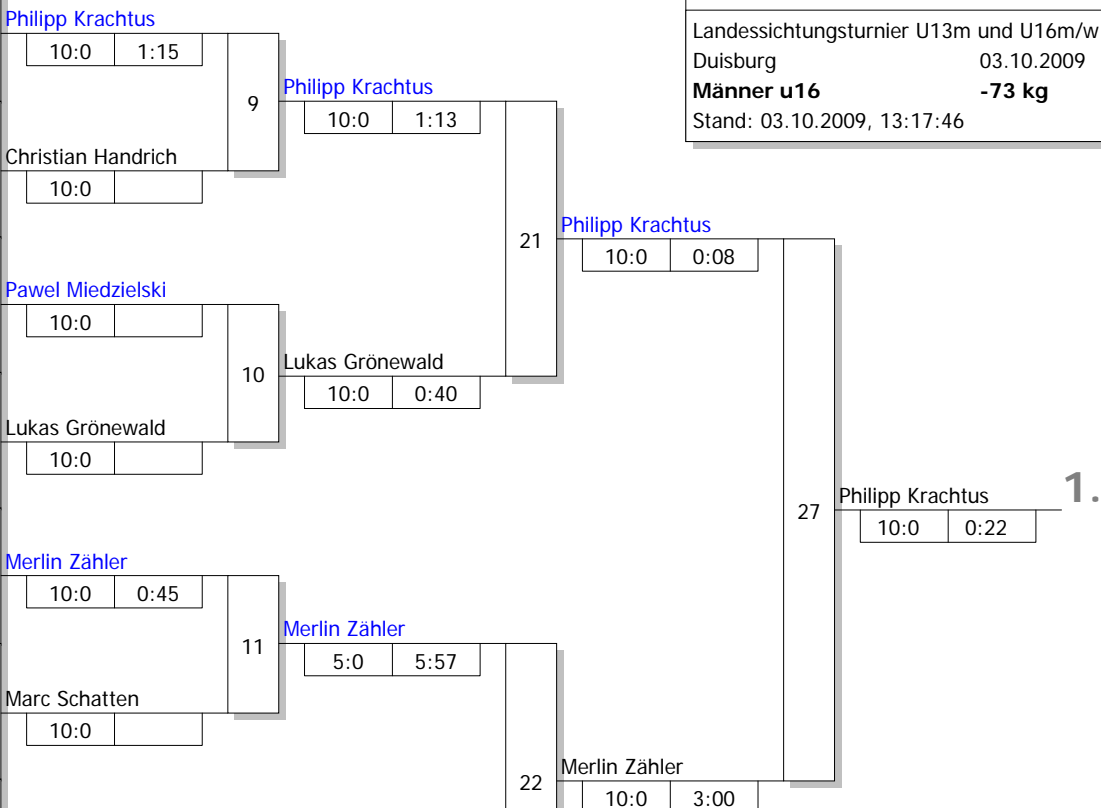 Landessichtungsturnier U13m und U16m/w
Duisburg 03.10.2009
Männer u16 -73 kg
Stand: 03.10.2009, 13:17:46
Philipp Krachtus
10:0 1:15
9
Christian Handrich
10:0
Philipp Krachtus
10:0 1:13
21
Pawel Miedzielski
10:0
10
Lukas Grönewald
10:0
Lukas Grönewald
10:0 0:40
Philipp Krachtus
10:0 0:08
27
Merlin Zähler
10:0 0:45
11
Marc Schatten
10:0
Merlin Zähler
5:0 5:57
22
Merlin Zähler
10:0 3:00
Philipp Krachtus 1.
10:0 0:22